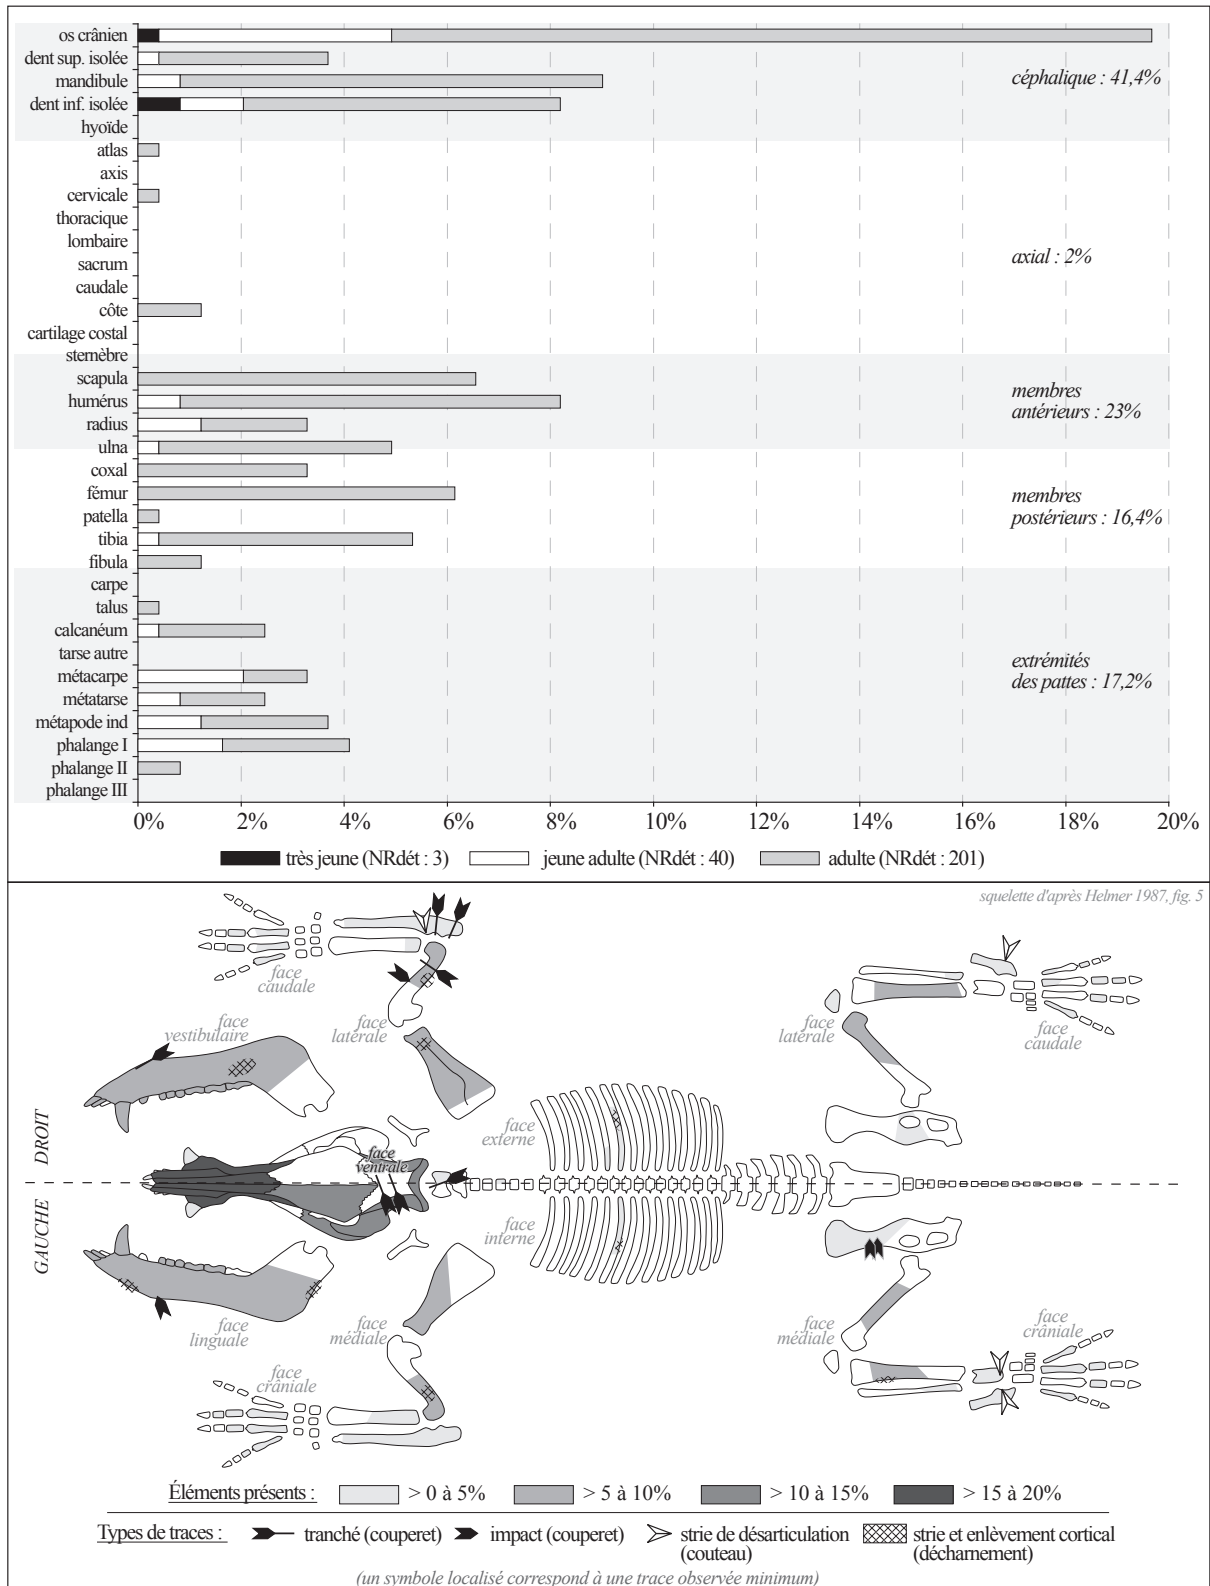 os crânien
dent sup. isolée
mandibule
céphalique : 41,4%
dent inf. isolée
hyoïde
atlas
axis
cervicale
thoracique
lombaire
axial : 2%
sacrum
caudale
côte
cartilage costal
sternèbre
scapula
membres
antérieurs : 23%
humérus
radius
ulna
coxal
fémur
membres
postérieurs : 16,4%
patella
tibia
fibula
carpe
talus
calcanéum
tarse autre
extrémités
des pattes : 17,2%
métacarpe
métatarse
métapode ind
phalange I
phalange II
phalange III
0% 2% 4% 6% 8% 10% 12% 14% 16% 18% 20%
très jeune (NRdét : 3) jeune adulte (NRdét : 40) adulte (NRdét : 201)
squelette d'après Helmer 1987, fig. 5
face
caudale
face
vestibulaire
face
latérale
face
latérale
face
caudale
DROIT
face
externe
face
ventrale
GAUCHE
face
interne
face
linguale
face
médiale
face
médiale
face
crâniale
face
crâniale
Éléments présents : > 0 à 5% > 5 à 10% > 10 à 15% > 15 à 20%
Types de traces : tranché (couperet) impact (couperet) strie de désarticulation
(couteau)
strie et enlèvement cortical
(décharnement)
(un symbole localisé correspond à une trace observée minimum)